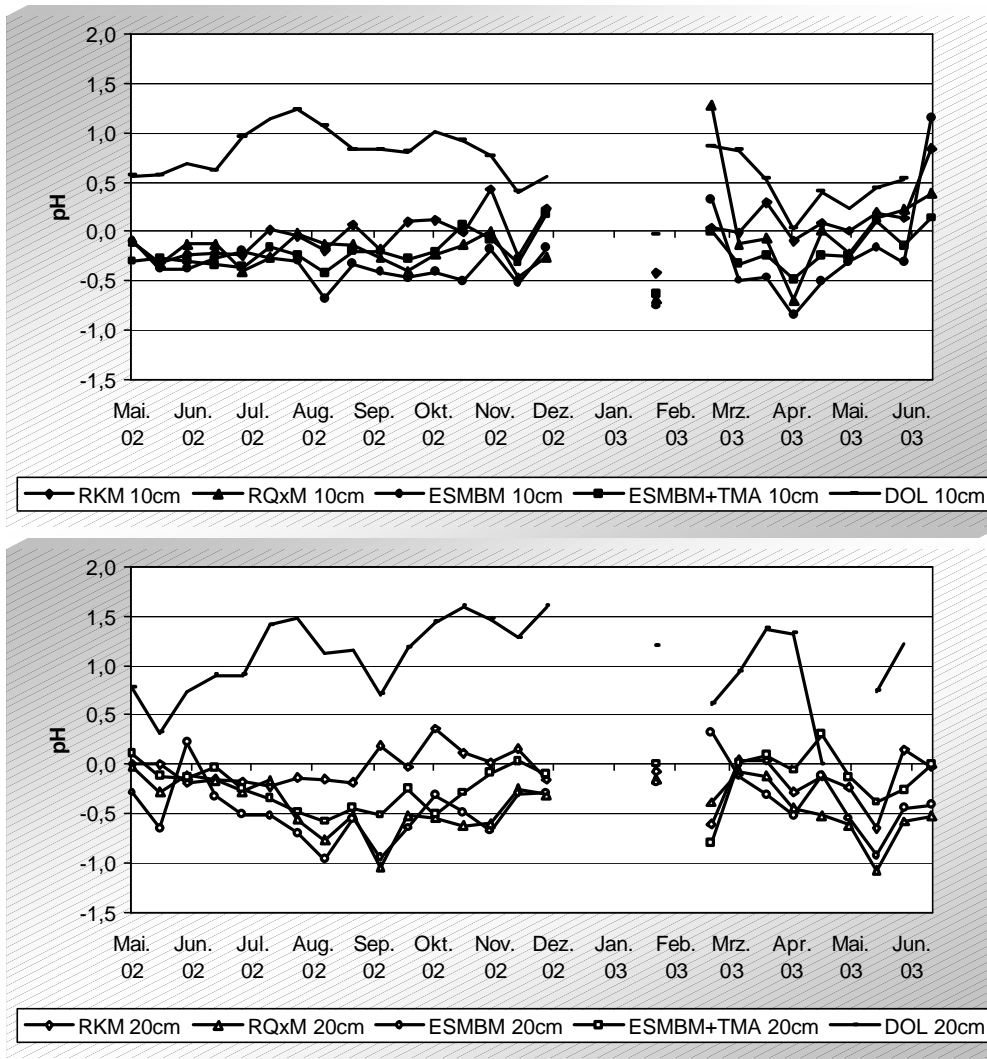 2,0
1,5
1,0
0,5
0,0
-0,5
-1,0
-1,5
pH
Mai. Jun. Jul. Aug. Sep. Okt. Nov. Dez. Jan. Feb. Mrz. Apr. Mai. Jun.
02 02 02 02 02 02 02 02 03 03 03 03 03 03
RKM 10cm RQxM 10cm ESMBM 10cm ESMBM+TMA 10cm DOL 10cm
2,0
1,5
1,0
0,5
0,0
-0,5
-1,0
-1,5
pH
Mai. Jun. Jul. Aug. Sep. Okt. Nov. Dez. Jan. Feb. Mrz. Apr. Mai. Jun.
02 02 02 02 02 02 02 02 03 03 03 03 03 03
RKM 20cm RQxM 20cm ESMBM 20cm ESMBM+TMA 20cm DOL 20cm